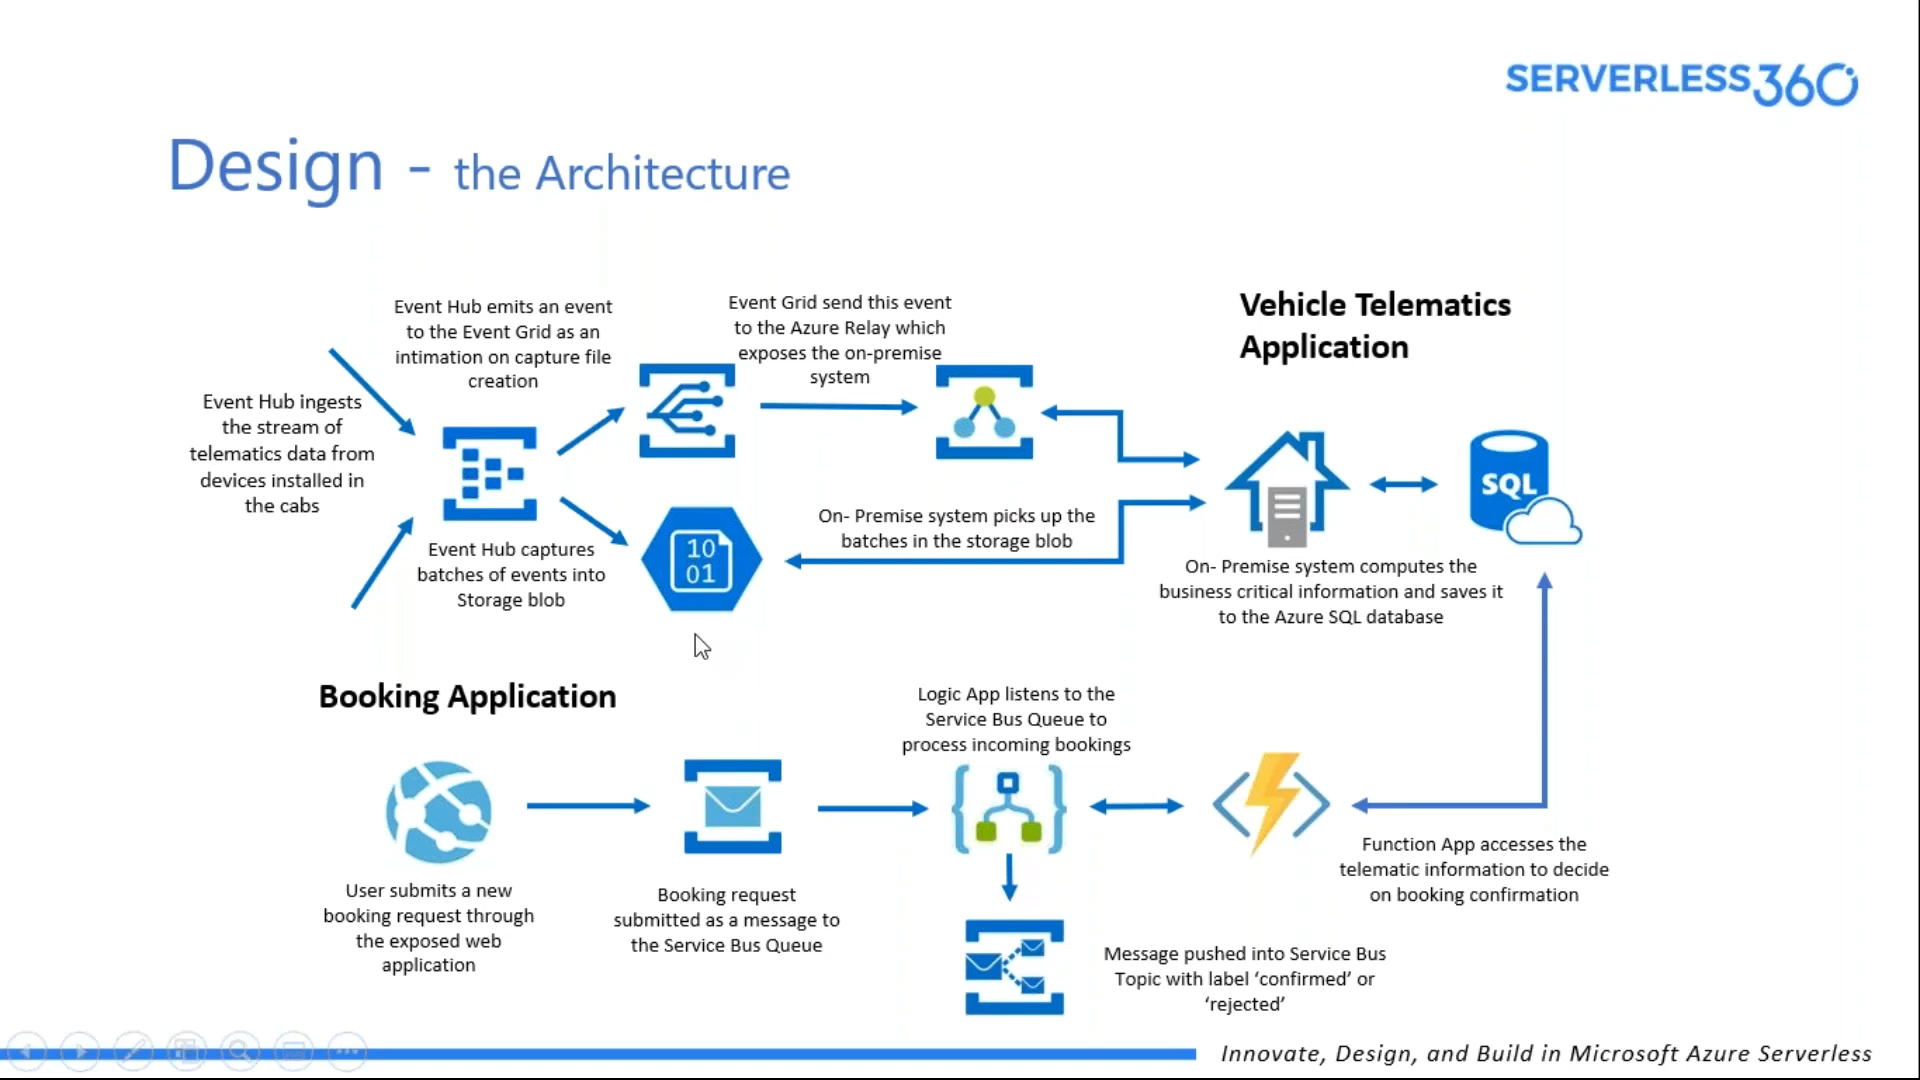 SERVERLESS360
Design - the Architecture
Event Hub emits an event
to the Event Grid as an
intimation on capture file
creation
Event Grid send this event
to the Azure Relay which
exposes the on-premise
system
Vehicle Telematics
Application
Event Hub ingests
the stream of
telematics data from
devices installed in
the cabs
SQL
On- Premise system picks up the
batches in the storage blob
10
01
Event Hub captures
batches of events into
Storage blob
On- Premise system computes the
business critical information and saves it
to the Azure SQL database
Booking Application
Logic App listens to the
Service Bus Queue to
process incoming bookings
User submits a new
booking request through
the exposed web
application
Booking request
submitted as a message to
the Service Bus Queue
Function App accesses the
telematic information to decide
on booking confirmation
Message pushed into Service Bus
Topic with label ‘confirmed’ or
‘rejected’
Innovate, Design, and Build in Microsoft Azure Serverless